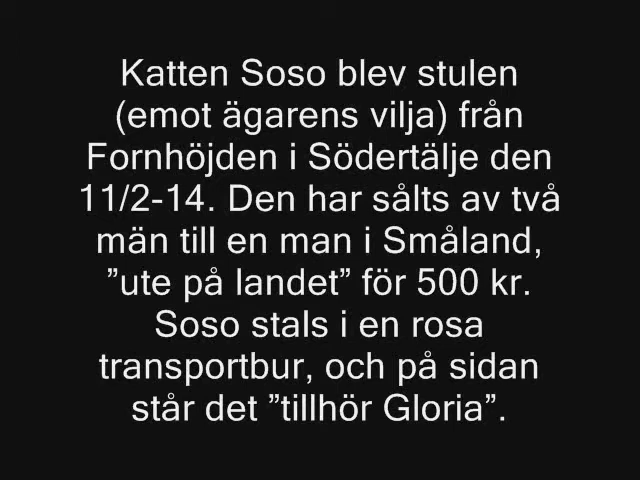 Katten Soso blev stulen
(emot ägarens vilja) från
Fornhöjden i Södertälje den
11/2-14. Den har sålts av två
män till en man i Småland,
”ute på landet” för 500 kr.
Soso stals i en rosa
transportbur, och på sidan
står det ”tillhör Gloria”.